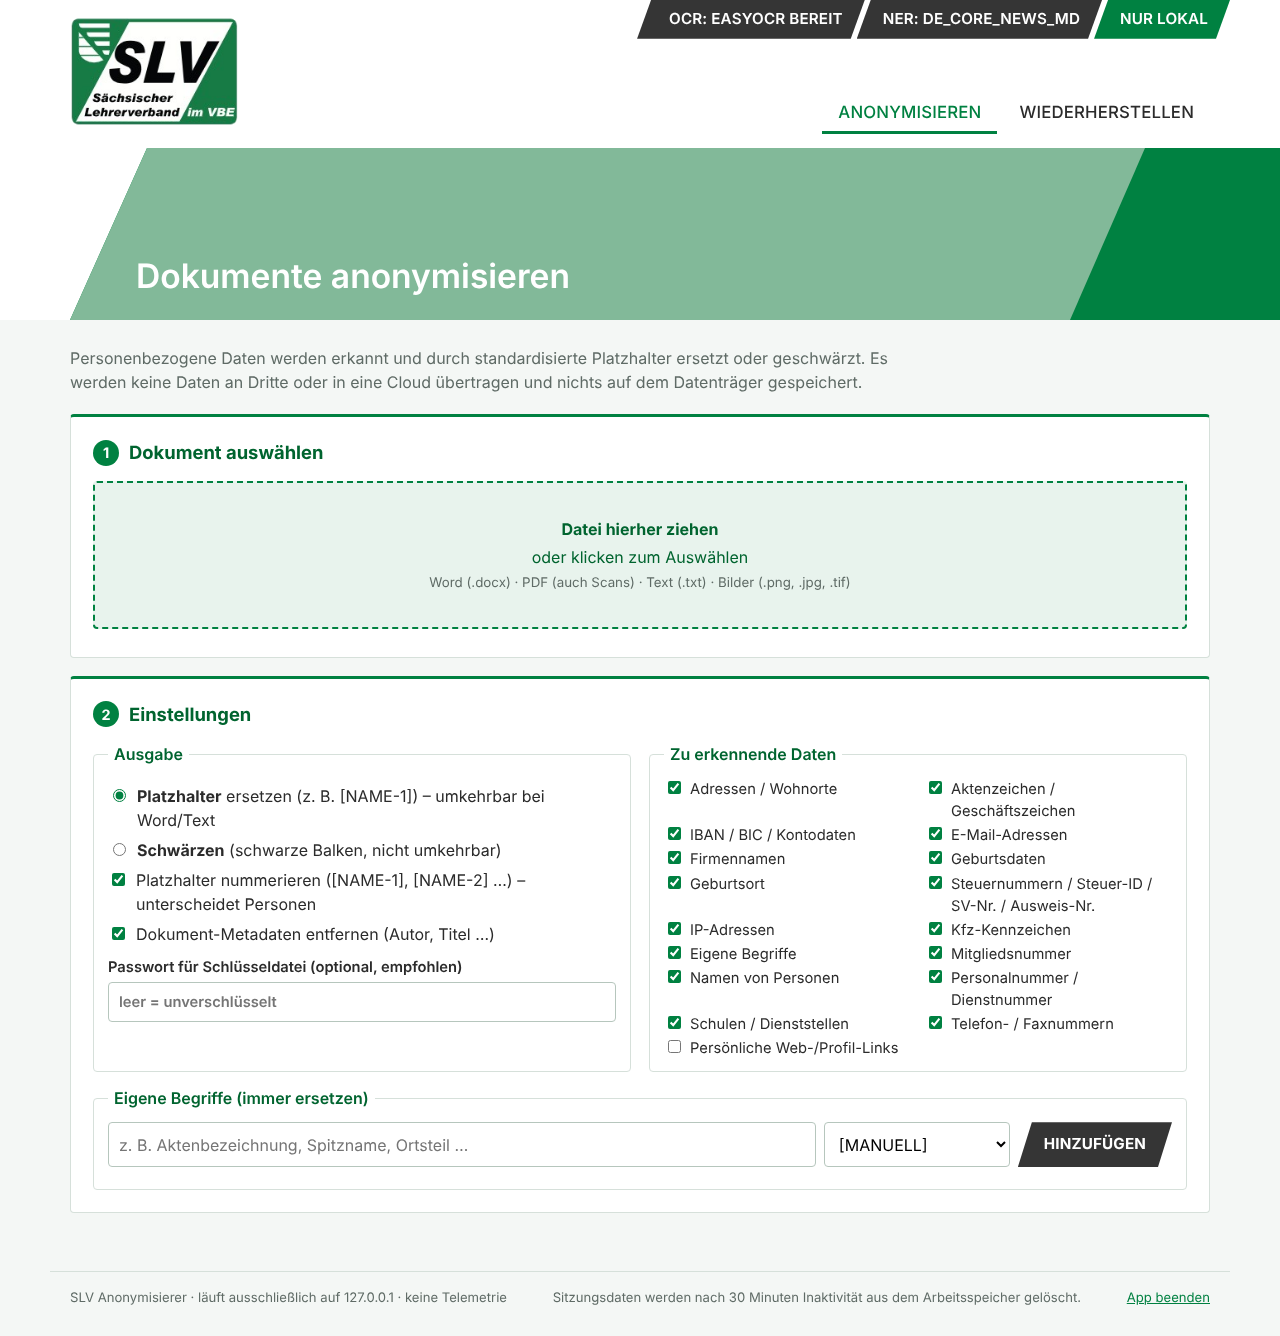 OCR: EASYOCR BEREIT
NER: DE_CORE_NEWS_MD
NUR LOKAL
SLV
Sächsischer
Lehrerverband im VBE
ANONYMISIEREN
WIEDERHERSTELLEN
Dokumente anonymisieren
Personenbezogene Daten werden erkannt und durch standardisierte Platzhalter ersetzt oder geschwärzt. Es
werden keine Daten an Dritte oder in eine Cloud übertragen und nichts auf dem Datenträger gespeichert.
1 Dokument auswählen
Datei hierher ziehen
oder klicken zum Auswählen
Word (.docx) · PDF (auch Scans) · Text (.txt) · Bilder (.png, .jpg, .tif)
2 Einstellungen
Ausgabe
Platzhalter ersetzen (z. B. [NAME-1]) – umkehrbar bei
Word/Text
Schwärzen (schwarze Balken, nicht umkehrbar)
Platzhalter nummerieren ([NAME-1], [NAME-2] …) –
unterscheidet Personen
Dokument-Metadaten entfernen (Autor, Titel …)
Passwort für Schlüsseldatei (optional, empfohlen)
leer = unverschlüsselt
Zu erkennende Daten
Adressen / Wohnorte
Aktenzeichen /
Geschäftszeichen
IBAN / BIC / Kontodaten
E-Mail-Adressen
Firmennamen
Geburtsdaten
Geburtsort
Steuernummern / Steuer-ID /
SV-Nr. / Ausweis-Nr.
IP-Adressen
Kfz-Kennzeichen
Eigene Begriffe
Mitgliedsnummer
Namen von Personen
Personalnummer /
Dienstnummer
Schulen / Dienststellen
Telefon- / Faxnummern
Persönliche Web-/Profil-Links
Eigene Begriffe (immer ersetzen)
z. B. Aktenbezeichnung, Spitzname, Ortsteil …
[MANUELL]
HINZUFÜGEN
SLV Anonymisierer · läuft ausschließlich auf 127.0.0.1 · keine Telemetrie
Sitzungsdaten werden nach 30 Minuten Inaktivität aus dem Arbeitsspeicher gelöscht.
App beenden